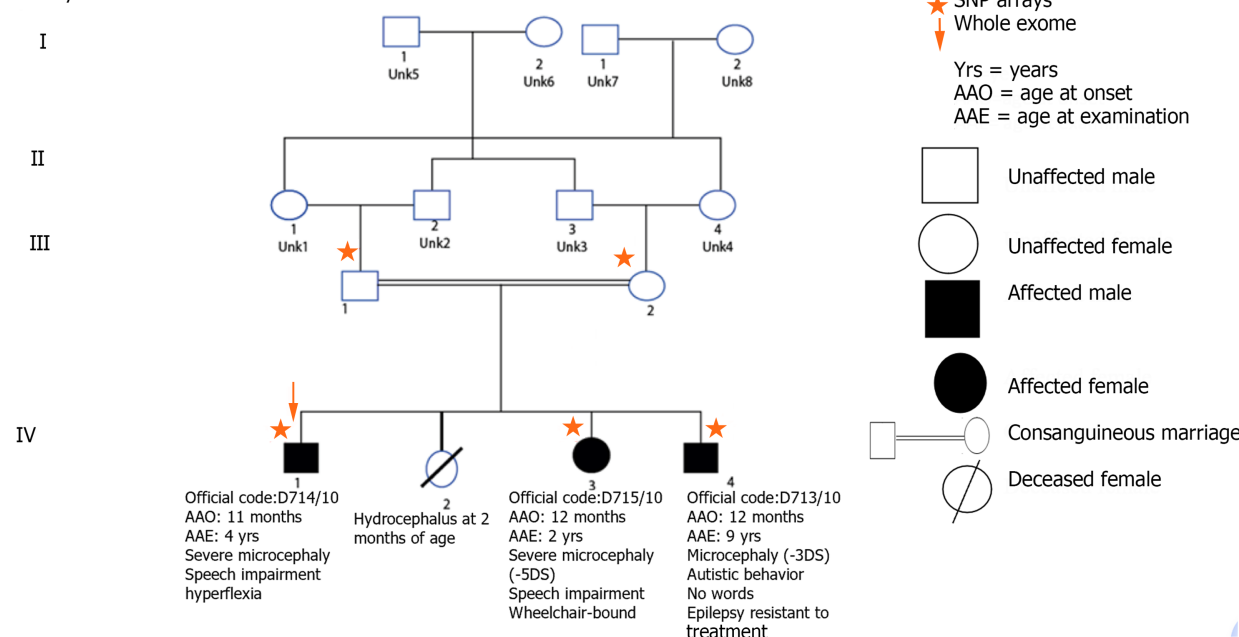 SNP arrays
Whole exome
Yrs = years
AAO = age at onset
AAE = age at examination
Unaffected male
Unaffected female
Affected male
Affected female
Consanguineous marriage
Deceased female
I
1
Unk5
2
Unk6
1
Unk7
2
Unk8
II
1
Unk1
2
Unk2
3
Unk3
4
Unk4
III
1
2
IV
1
Official code:D714/10
AAO: 11 months
AAE: 4 yrs
Severe microcephaly
Speech impairment
hyperflexia
2
Hydrocephalus at 2
months of age
3
Official code:D715/10
AAO: 12 months
AAE: 2 yrs
Severe microcephaly
(-5DS)
Speech impairment
Wheelchair-bound
4
Official code:D713/10
AAO: 12 months
AAE: 9 yrs
Microcephaly (-3DS)
Autistic behavior
No words
Epilepsy resistant to
treatment